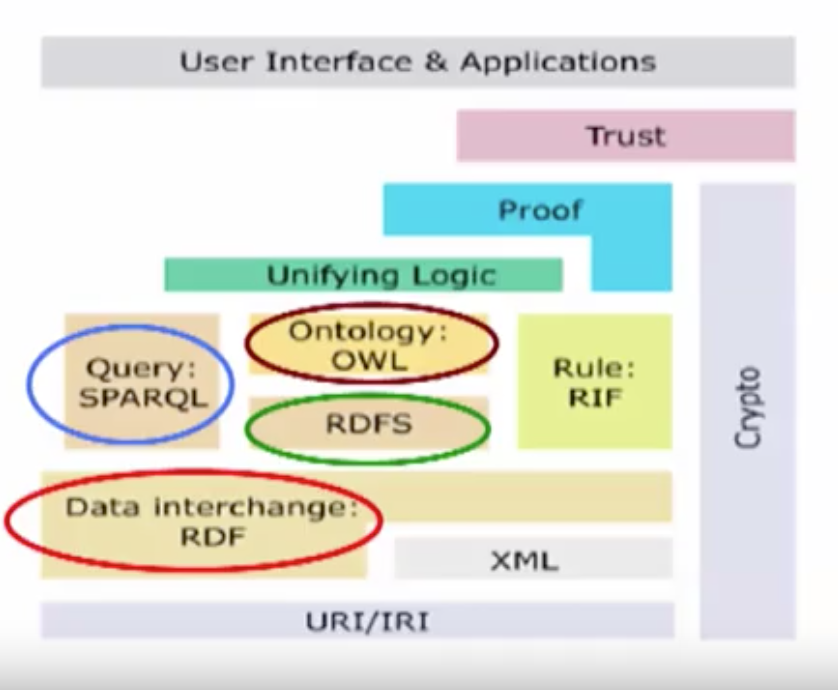 User Interface & Applications
Trust
Proof
Unifying Logic
Query:
SPARQL
Ontology:
OWL
RDFS
Rule:
RIF
Crypto
Data interchange:
RDF
XML
URI/IRI